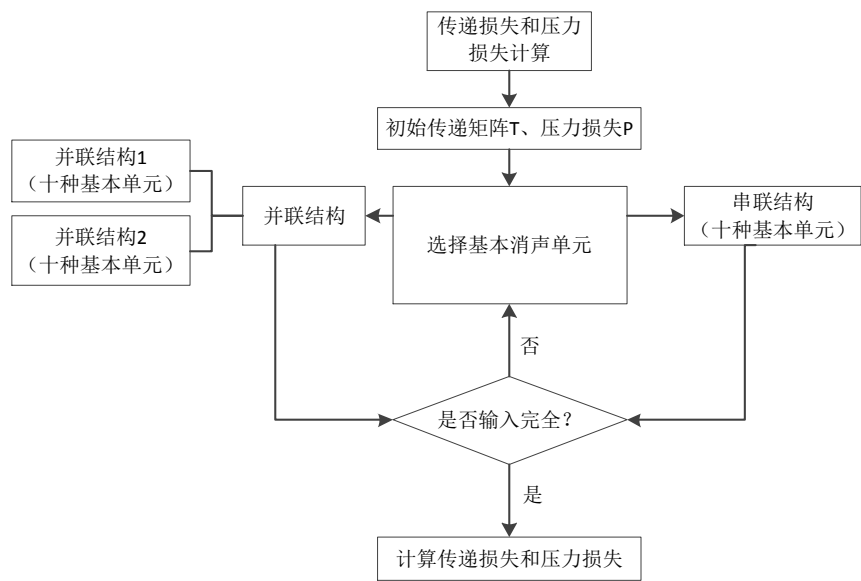 传递损失和压力
损失计算
初始传递矩阵T、压力损失P
并联结构1
（十种基本单元）
并联结构2
（十种基本单元）
并联结构
选择基本消声单元
串联结构
（十种基本单元）
否
是否输入完全？
是
计算传递损失和压力损失